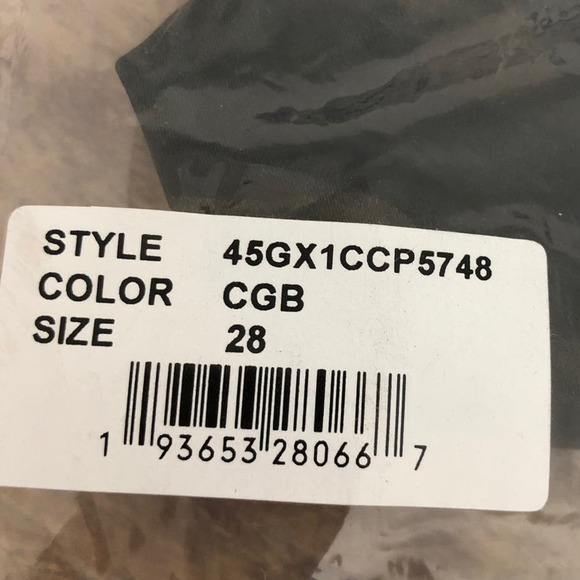 STYLE 45GX1CCP5748
COLOR CGB
SIZE 28
1 93653 28066 7